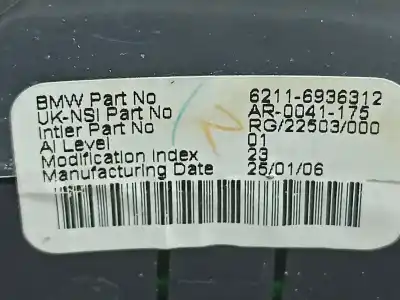 BMW Part No 6211-6936312
UK-NSI Part No AR-0041-175
Intier Part No RG/22503/000
AI Level 01
Modification Index 23
Manufacturing Date 25/01/06